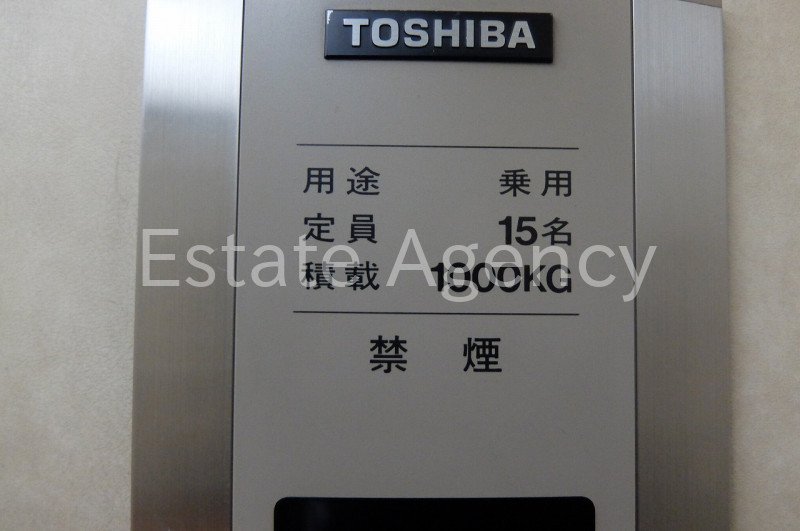 TOSHIBA
用途 乗用
定員 15名
積載 1000KG
Estate Agency
禁煙